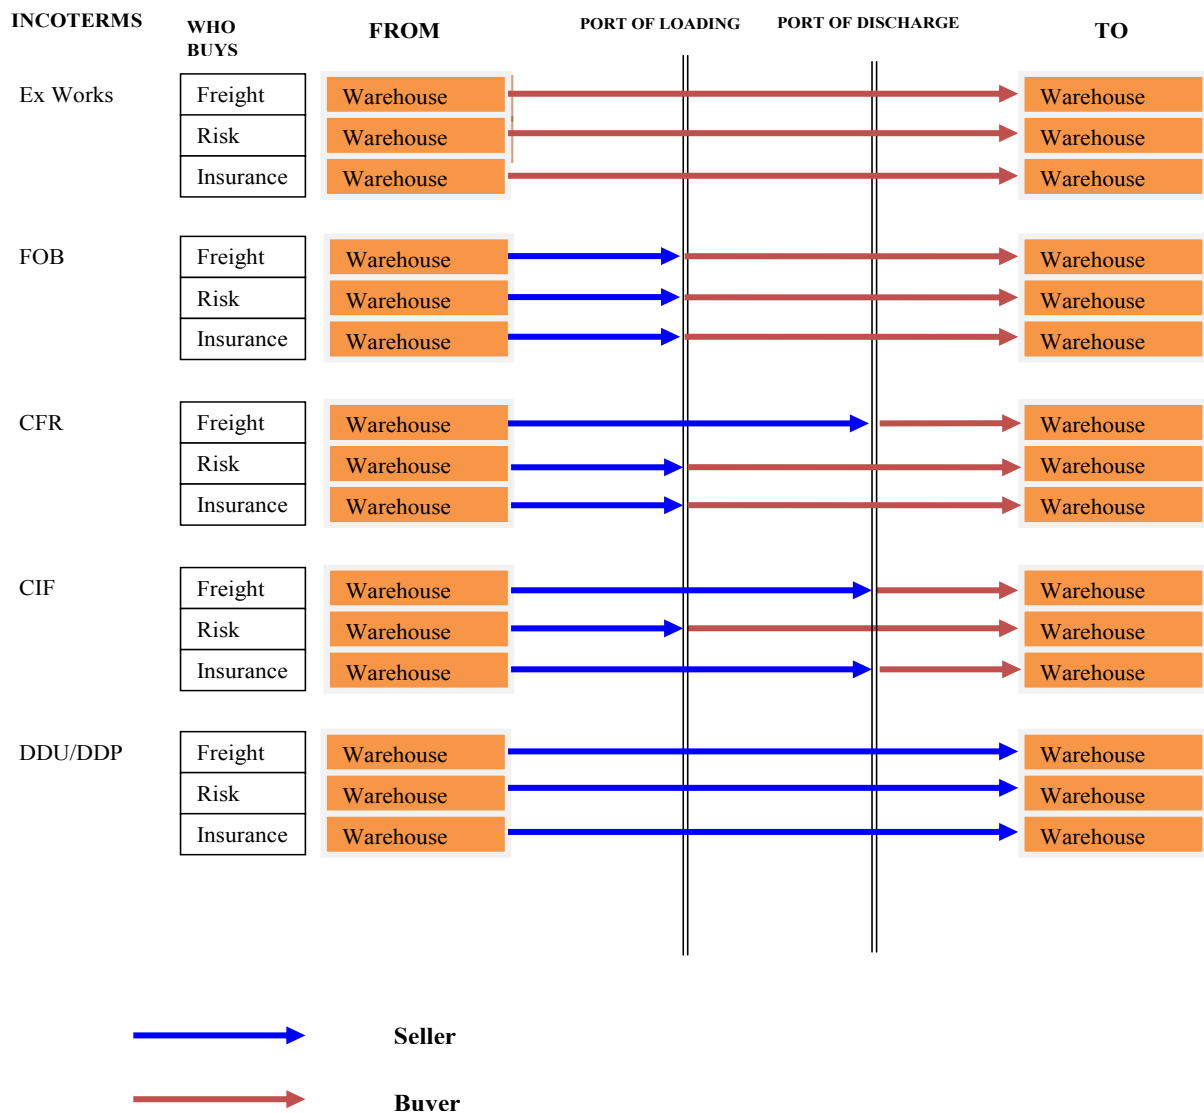 INCOTERMS WHO BUYS FROM PORT OF LOADING PORT OF DISCHARGE TO
Ex Works Freight Warehouse Warehouse
Risk Warehouse Warehouse
Insurance Warehouse Warehouse
FOB Freight Warehouse Warehouse
Risk Warehouse Warehouse
Insurance Warehouse Warehouse
CFR Freight Warehouse Warehouse
Risk Warehouse Warehouse
Insurance Warehouse Warehouse
CIF Freight Warehouse Warehouse
Risk Warehouse Warehouse
Insurance Warehouse Warehouse
DDU/DDP Freight Warehouse Warehouse
Risk Warehouse Warehouse
Insurance Warehouse Warehouse
Seller
Buyer